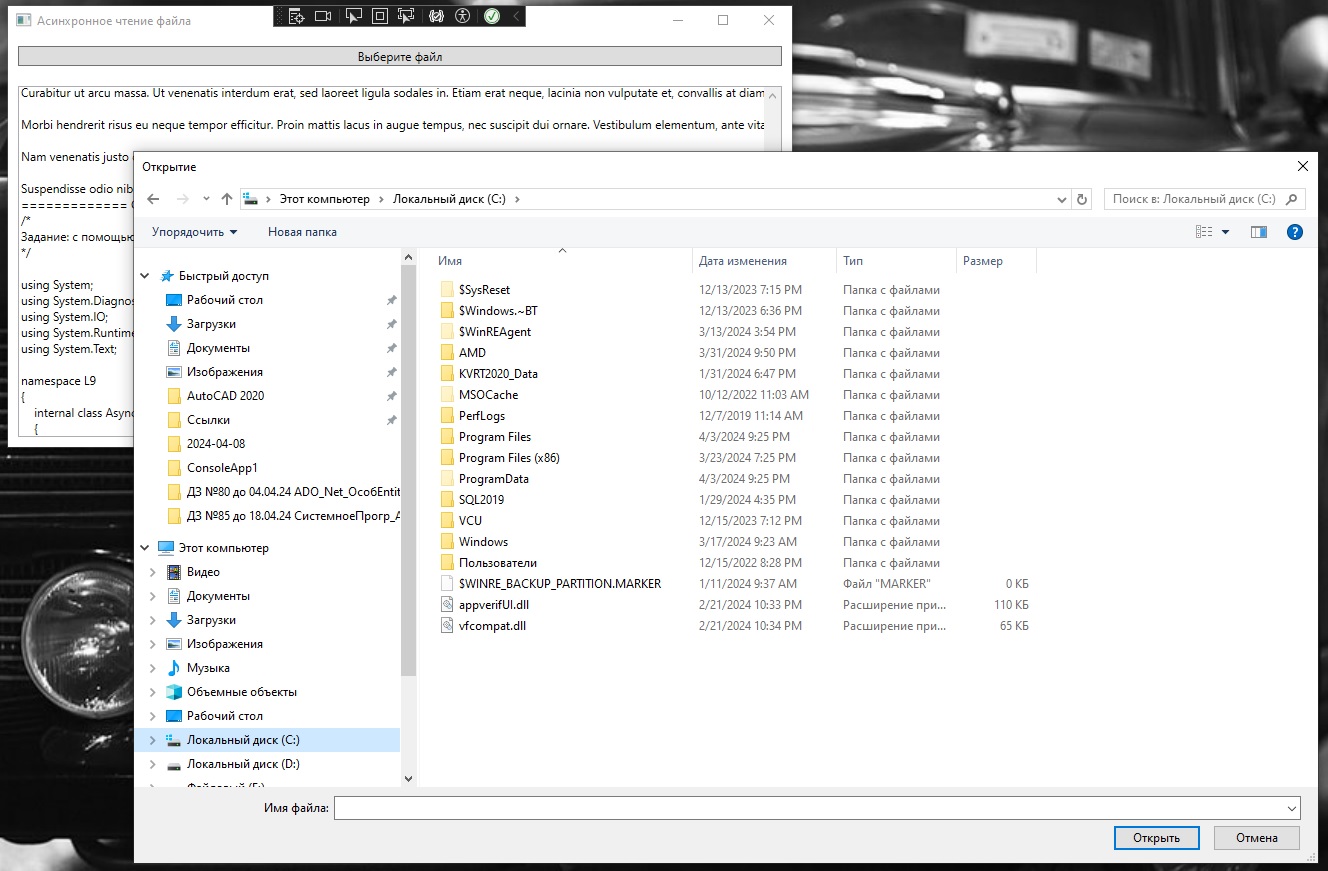 Асинхронное чтение файла
Выберите файл
Curabitur ut arcu massa. Ut venenatis interdum erat, sed laoreet ligula sodales in. Etiam erat neque, lacinia non vulputate et, convallis at diam
Morbi hendrerit risus eu neque tempor efficitur. Proin mattis lacus in augue tempus, nec suscipit dui ornare. Vestibulum elementum, ante vita
Nam venenatis justo
Suspendisse odio nib
=============
/*
Задание: с помощью
*/
using System;
using System.Diagnos
using System.IO;
using System.Runtime
using System.Text;
namespace L9
{
internal class Async
{
Открытие
Этот компьютер > Локальный диск (C:) >
Поиск в: Локальный диск (C:)
Упорядочить
Новая папка
Быстрый доступ
Рабочий стол
Загрузки
Документы
Изображения
AutoCAD 2020
Ссылки
2024-04-08
ConsoleApp1
ДЗ №80 до 04.04.24 ADO_Net_ОсобEntit
ДЗ №85 до 18.04.24 СистемноеПрогр_А
Этот компьютер
Видео
Документы
Загрузки
Изображения
Музыка
Объемные объекты
Рабочий стол
Локальный диск (C:)
Локальный диск (D:)
Имя Дата изменения Тип Размер
$SysReset 12/13/2023 7:15 PM Папка с файлами
$Windows.~BT 12/13/2023 6:36 PM Папка с файлами
$WinREAgent 3/13/2024 3:54 PM Папка с файлами
AMD 3/31/2024 9:50 PM Папка с файлами
KVRT2020_Data 1/31/2024 6:47 PM Папка с файлами
MSOCache 10/12/2022 11:03 AM Папка с файлами
PerfLogs 12/7/2019 11:14 AM Папка с файлами
Program Files 4/3/2024 9:25 PM Папка с файлами
Program Files (x86) 3/23/2024 7:25 PM Папка с файлами
ProgramData 4/3/2024 9:25 PM Папка с файлами
SQL2019 1/29/2024 4:35 PM Папка с файлами
VCU 12/15/2023 7:12 PM Папка с файлами
Windows 3/17/2024 9:23 AM Папка с файлами
Пользователи 12/15/2022 8:28 PM Папка с файлами
$WINRE_BACKUP_PARTITION.MARKER 1/11/2024 9:37 AM Файл "MARKER" 0 КБ
appverifUI.dll 2/21/2024 10:33 PM Расширение при... 110 КБ
vfcompat.dll 2/21/2024 10:34 PM Расширение при... 65 КБ
Имя файла:
Открыть
Отмена